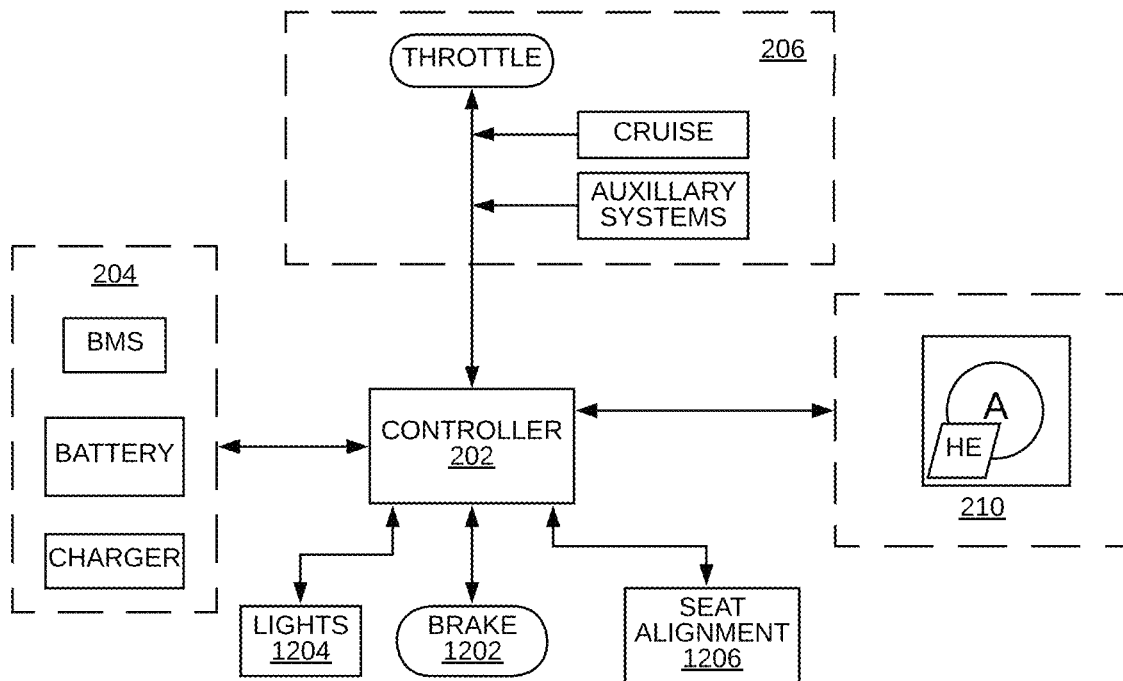 THROTTLE
206
CRUISE
AUXILLARY
SYSTEMS
204
BMS
BATTERY
CHARGER
CONTROLLER
202
A
HE
210
LIGHTS
1204
BRAKE
1202
SEAT
ALIGNMENT
1206